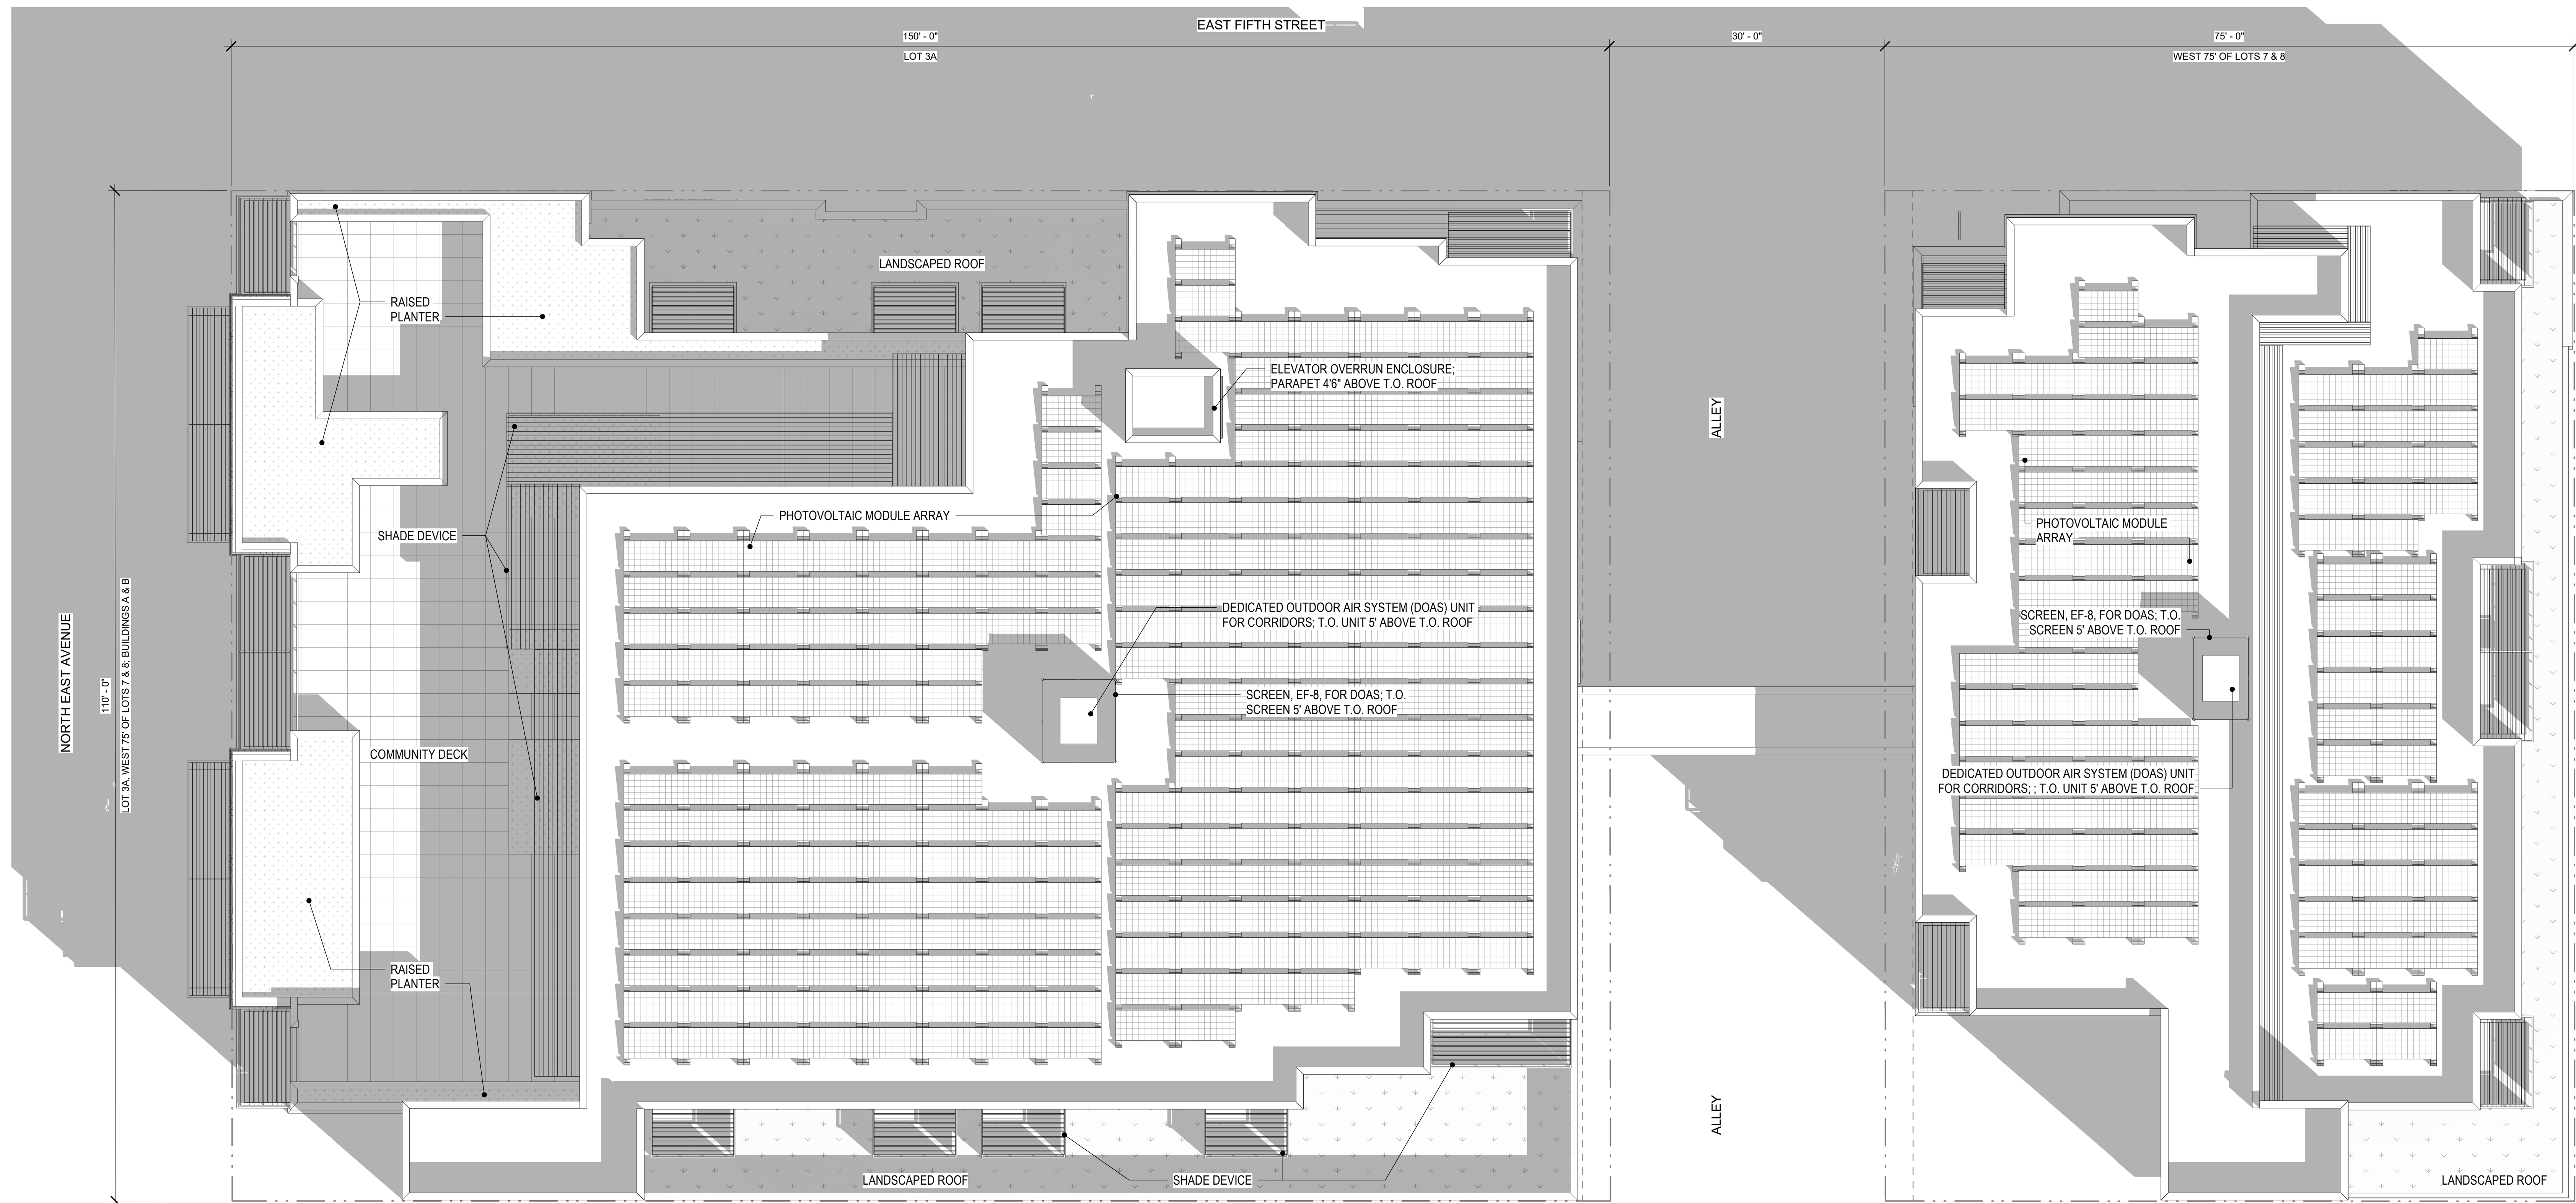 EAST FIFTH STREET
150' - 0"
30' - 0"
75' - 0"
LOT 3A
WEST 75' OF LOTS 7 & 8
LANDSCAPED ROOF
RAISED
PLANTER
ELEVATOR OVERRUN ENCLOSURE;
PARAPET 4'6" ABOVE T.O. ROOF
ALLEY
PHOTOVOLTAIC MODULE ARRAY
PHOTOVOLTAIC MODULE
ARRAY
SHADE DEVICE
NORTH EAST AVENUE
110' - 0"
LOT 3A, WEST 75' OF LOTS 7 & 8; BUILDINGS A & B
DEDICATED OUTDOOR AIR SYSTEM (DOAS) UNIT
FOR CORRIDORS; T.O. UNIT 5' ABOVE T.O. ROOF
SCREEN, EF-8, FOR DOAS; T.O.
SCREEN 5' ABOVE T.O. ROOF
SCREEN, EF-8, FOR DOAS; T.O.
SCREEN 5' ABOVE T.O. ROOF
COMMUNITY DECK
DEDICATED OUTDOOR AIR SYSTEM (DOAS) UNIT
FOR CORRIDORS; ; T.O. UNIT 5' ABOVE T.O. ROOF
RAISED
PLANTER
ALLEY
LANDSCAPED ROOF
SHADE DEVICE
LANDSCAPED ROOF